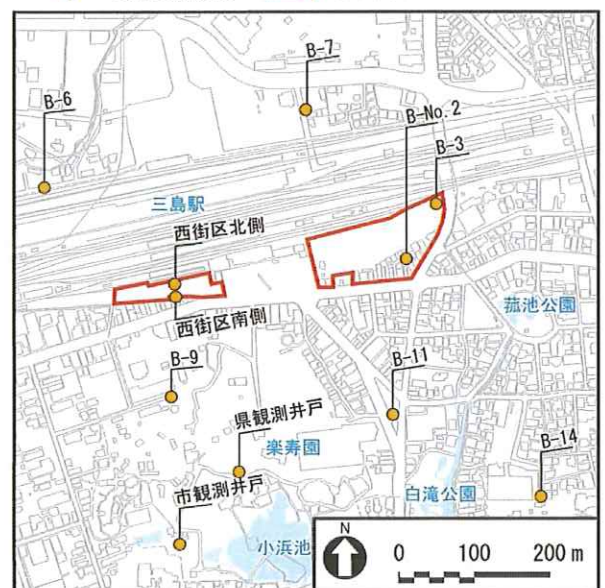 B-7
B-6
B-No.2
B-3
三島駅
西街区北側
西街区南側
菰池公園
B-9
B-11
県観測井戸
楽寿園
B-14
白滝公園
市観測井戸
小浜池
N
0 100 200 m